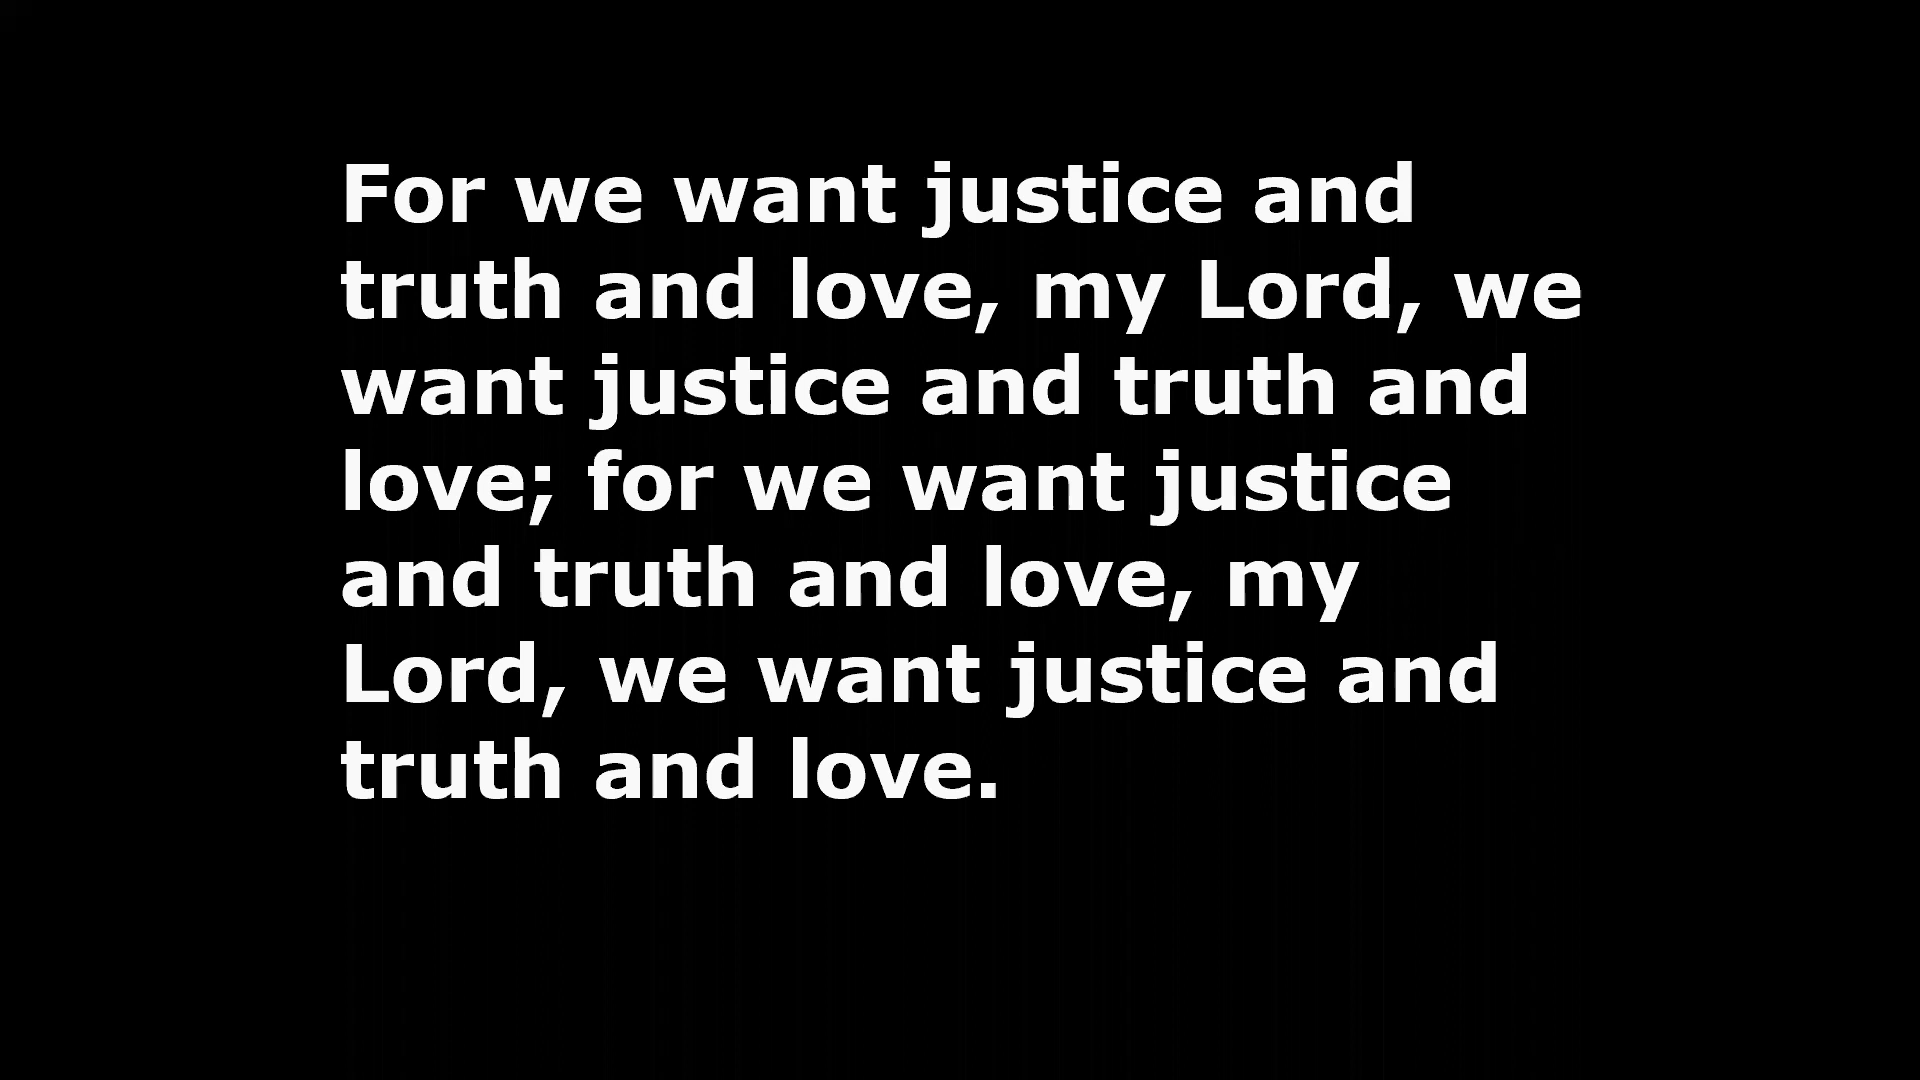 For we want justice and
truth and love, my Lord, we
want justice and truth and
love; for we want justice
and truth and love, my
Lord, we want justice and
truth and love.